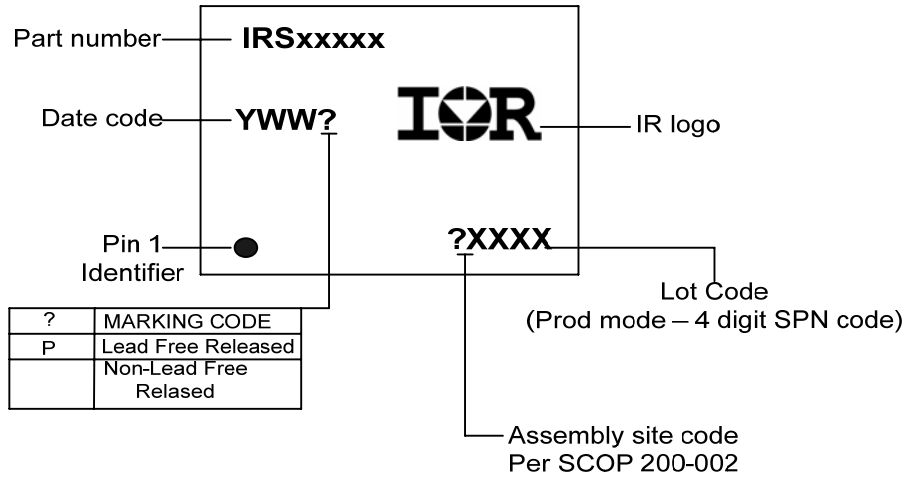 Part number
IRSxxxxx
Date code
YWW?
IOR
IR logo
Pin 1
Identifier
?XXXX
Lot Code
(Prod mode – 4 digit SPN code)
? MARKING CODE
P Lead Free Released
Non-Lead Free
Relased
Assembly site code
Per SCOP 200-002